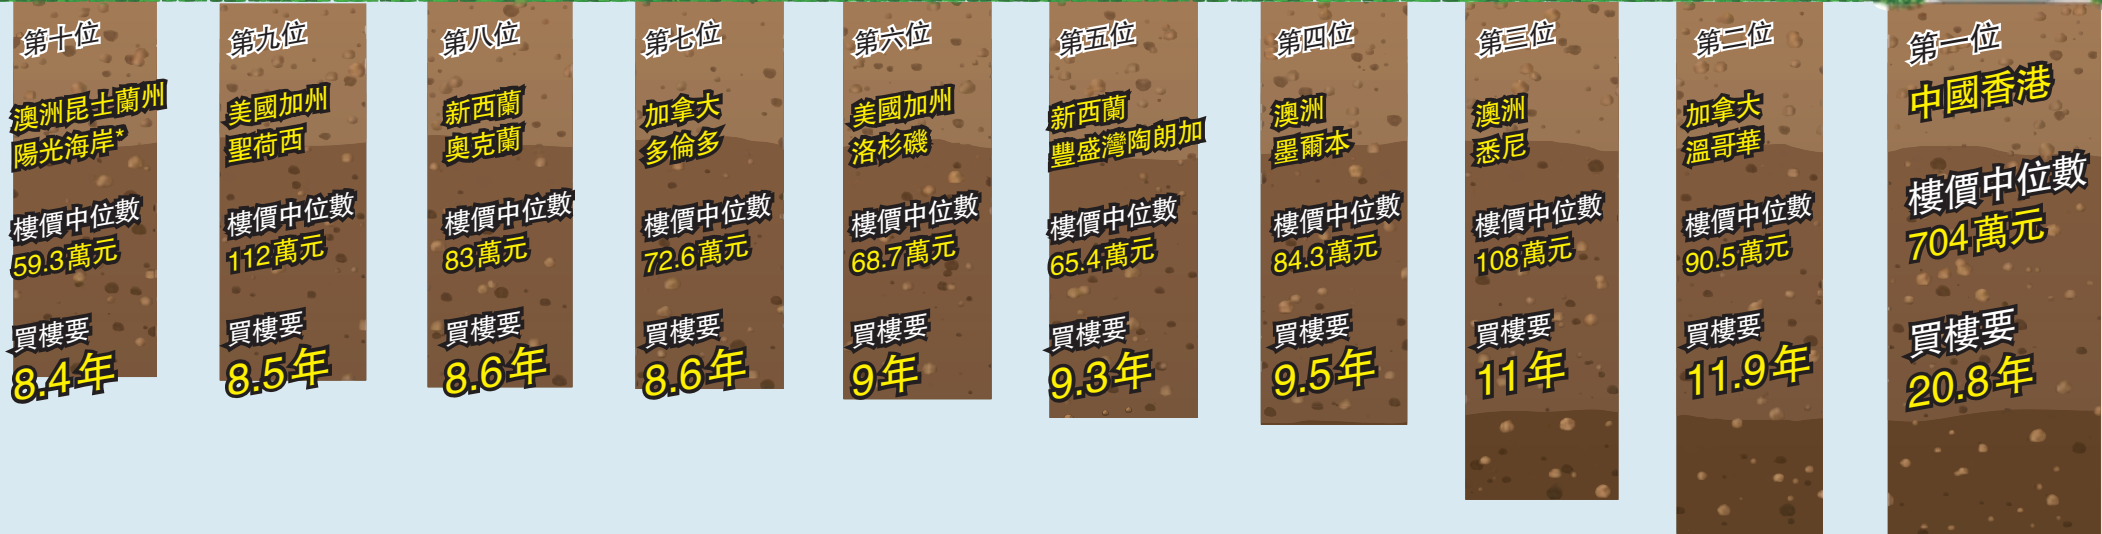 第十位
澳洲昆士蘭州
陽光海岸*
樓價中位數
59.3萬元
買樓要
8.4年
第九位
美國加州
聖荷西
樓價中位數
112萬元
買樓要
8.5年
第八位
新西蘭
奧克蘭
樓價中位數
83萬元
買樓要
8.6年
第七位
加拿大
多倫多
樓價中位數
72.6萬元
買樓要
8.6年
第六位
美國加州
洛杉磯
樓價中位數
68.7萬元
買樓要
9年
第五位
新西蘭
豐盛灣陶朗加
樓價中位數
65.4萬元
買樓要
9.3年
第四位
澳洲
墨爾本
樓價中位數
84.3萬元
買樓要
9.5年
第三位
澳洲
悉尼
樓價中位數
108萬元
買樓要
11年
第二位
加拿大
溫哥華
樓價中位數
90.5萬元
買樓要
11.9年
第一位
中國香港
樓價中位數
704萬元
買樓要
20.8年